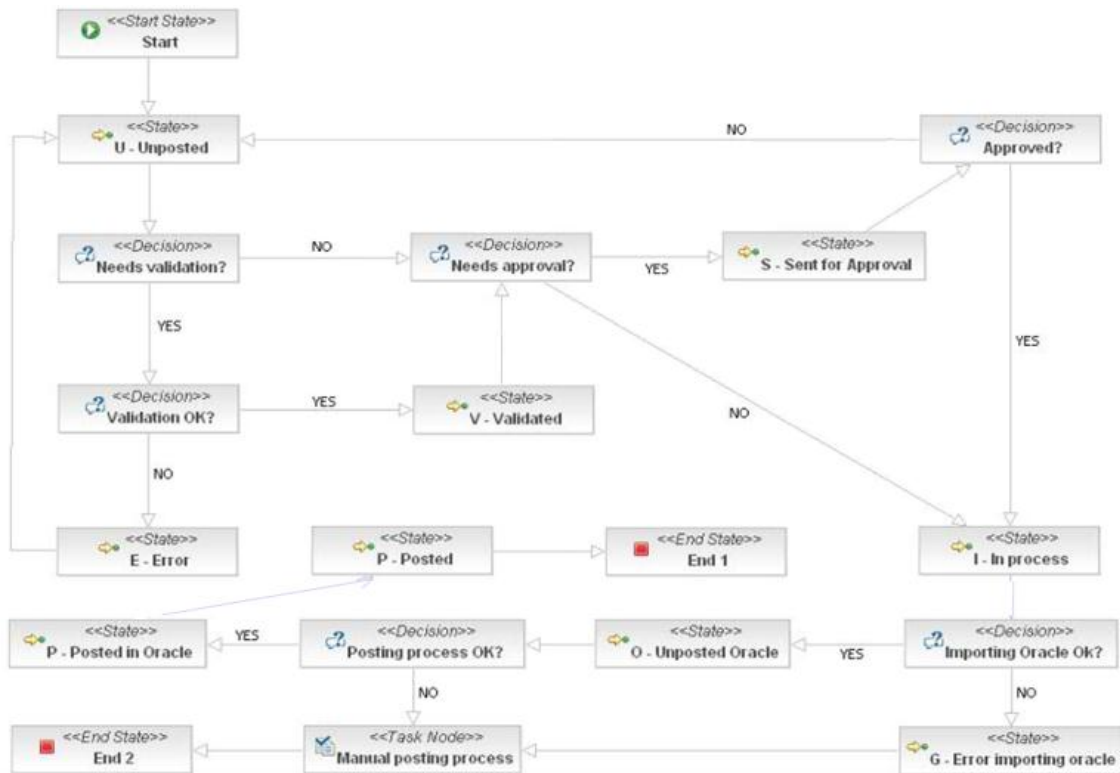 <<Start State>>
Start
<<State>>
U - Unposted
NO
<<Decision>>
Approved?
<<Decision>>
Needs validation?
NO
<<Decision>>
Needs approval?
YES
<<State>>
S - Sent for Approval
YES
YES
<<Decision>>
Validation OK?
YES
<<State>>
V - Validated
NO
NO
<<State>>
E - Error
<<State>>
P - Posted
<<End State>>
End 1
<<State>>
I - In process
<<State>>
P - Posted in Oracle
YES
<<Decision>>
Posting process OK?
<<State>>
O - Unposted Oracle
YES
<<Decision>>
Importing Oracle Ok?
NO
NO
<<End State>>
End 2
<<Task Node>>
Manual posting process
<<State>>
G - Error importing oracle